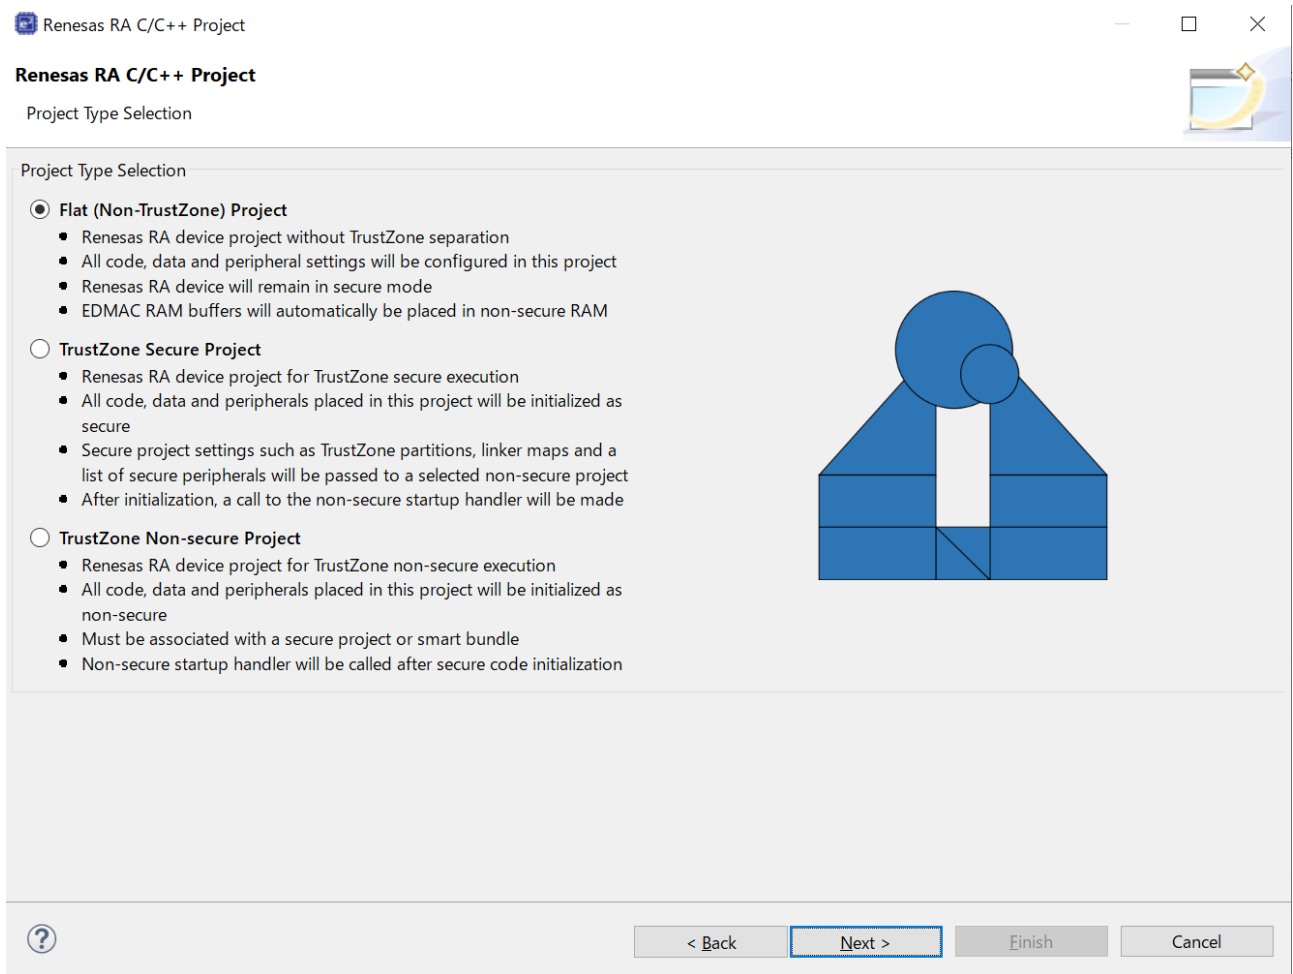 Renesas RA C/C++ Project
Renesas RA C/C++ Project
Project Type Selection
Project Type Selection
Flat (Non-TrustZone) Project
Renesas RA device project without TrustZone separation
All code, data and peripheral settings will be configured in this project
Renesas RA device will remain in secure mode
EDMAC RAM buffers will automatically be placed in non-secure RAM
TrustZone Secure Project
Renesas RA device project for TrustZone secure execution
All code, data and peripherals placed in this project will be initialized as
secure
Secure project settings such as TrustZone partitions, linker maps and a
list of secure peripherals will be passed to a selected non-secure project
After initialization, a call to the non-secure startup handler will be made
TrustZone Non-secure Project
Renesas RA device project for TrustZone non-secure execution
All code, data and peripherals placed in this project will be initialized as
non-secure
Must be associated with a secure project or smart bundle
Non-secure startup handler will be called after secure code initialization
?
< Back
Next >
Finish
Cancel